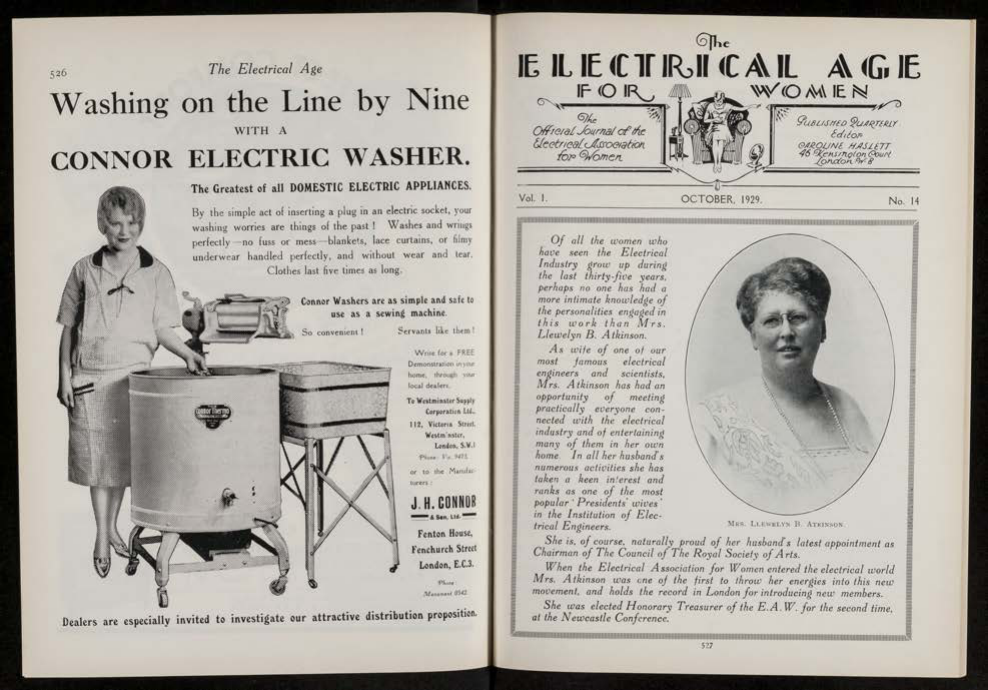 526
The Electrical Age
Washing on the Line by Nine
WITH A
CONNOR ELECTRIC WASHER.
The Greatest of all DOMESTIC ELECTRIC APPLIANCES.
By the simple act of inserting a plug in an electric socket, your
washing worries are things of the past! Washes and wrings
perfectly—no fuss or mess—blankets, lace curtains, or filmy
underwear handled perfectly, and without wear and tear.
Clothes last five times as long.
Connor Washers are as simple and safe to
use as a sewing machine.
So convenient! Servants like them!
Write for a FREE
Demonstration in your
home, through your
local dealers.
To Westminster Supply
Corporation Ltd.,
112, Victoria Street,
Westminster,
London, S.W.1
or to the Manufac-
turers:
J. H. CONNOR
& Son, Ltd.
Fenton House,
Fenchurch Street
London, E.C.3.
Phone:
Monument
Dealers are especially invited to investigate our attractive distribution proposition.
The
ELECTRICAL AGE
FOR WOMEN
The
Official Journal of the
Electrical Association
for Women
PUBLISHED QUARTERLY
Editor
CAROLINE HASLETT
46 Kensington Court
London W.8
Vol. I. OCTOBER, 1929. No. 14
Of all the women who
have seen the Electrical
Industry grow up during
the last thirty-five years,
perhaps no one has had a
more intimate knowledge of
the personalities engaged in
this work than Mrs.
Llewelyn B. Atkinson.
As wife of one of our
most famous electrical
engineers and scientists,
Mrs. Atkinson has had an
opportunity of meeting
practically everyone con-
nected with the electrical
industry and of entertaining
many of them in her own
home. In all her husband's
numerous activities she has
taken a keen interest and
ranks as one of the most
popular 'Presidents' wives'
in the Institution of Elec-
trical Engineers.
MRS. LLEWELYN B. ATKINSON
She is, of course, naturally proud of her husband's latest appointment as
Chairman of The Council of The Royal Society of Arts.
When the Electrical Association for Women entered the electrical world
Mrs. Atkinson was one of the first to throw her energies into this new
movement, and holds the record in London for introducing new members.
She was elected Honorary Treasurer of the E.A.W. for the second time,
at the Newcastle Conference.
527